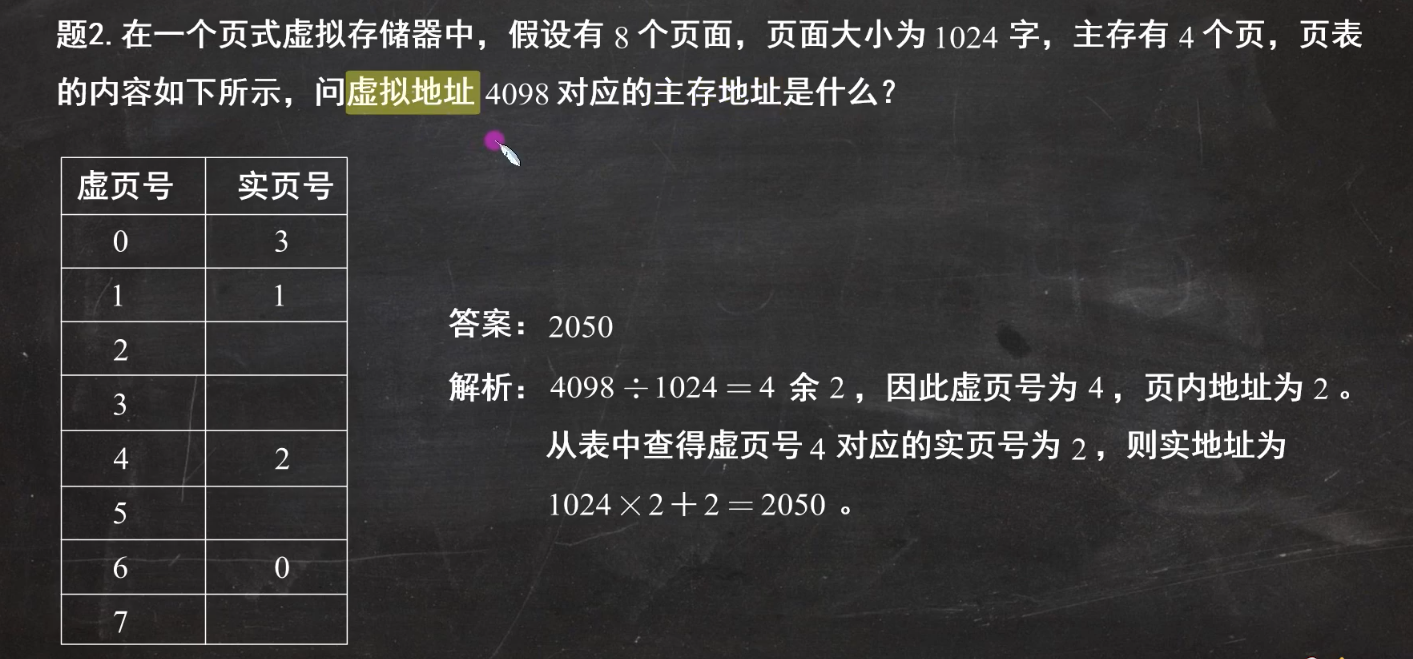 题2. 在一个页式虚拟存储器中，假设有 8 个页面，页面大小为 1024 字，主存有 4 个页，页表
的内容如下所示，问虚拟地址 4098 对应的主存地址是什么？
虚页号 实页号
0 3
1 1
2
3
4 2
5
6 0
7
答案：2050
解析：4098 ÷ 1024 = 4 余 2，因此虚页号为 4，页内地址为 2。
从表中查得虚页号 4 对应的实页号为 2，则实地址为
1024 × 2 + 2 = 2050 。